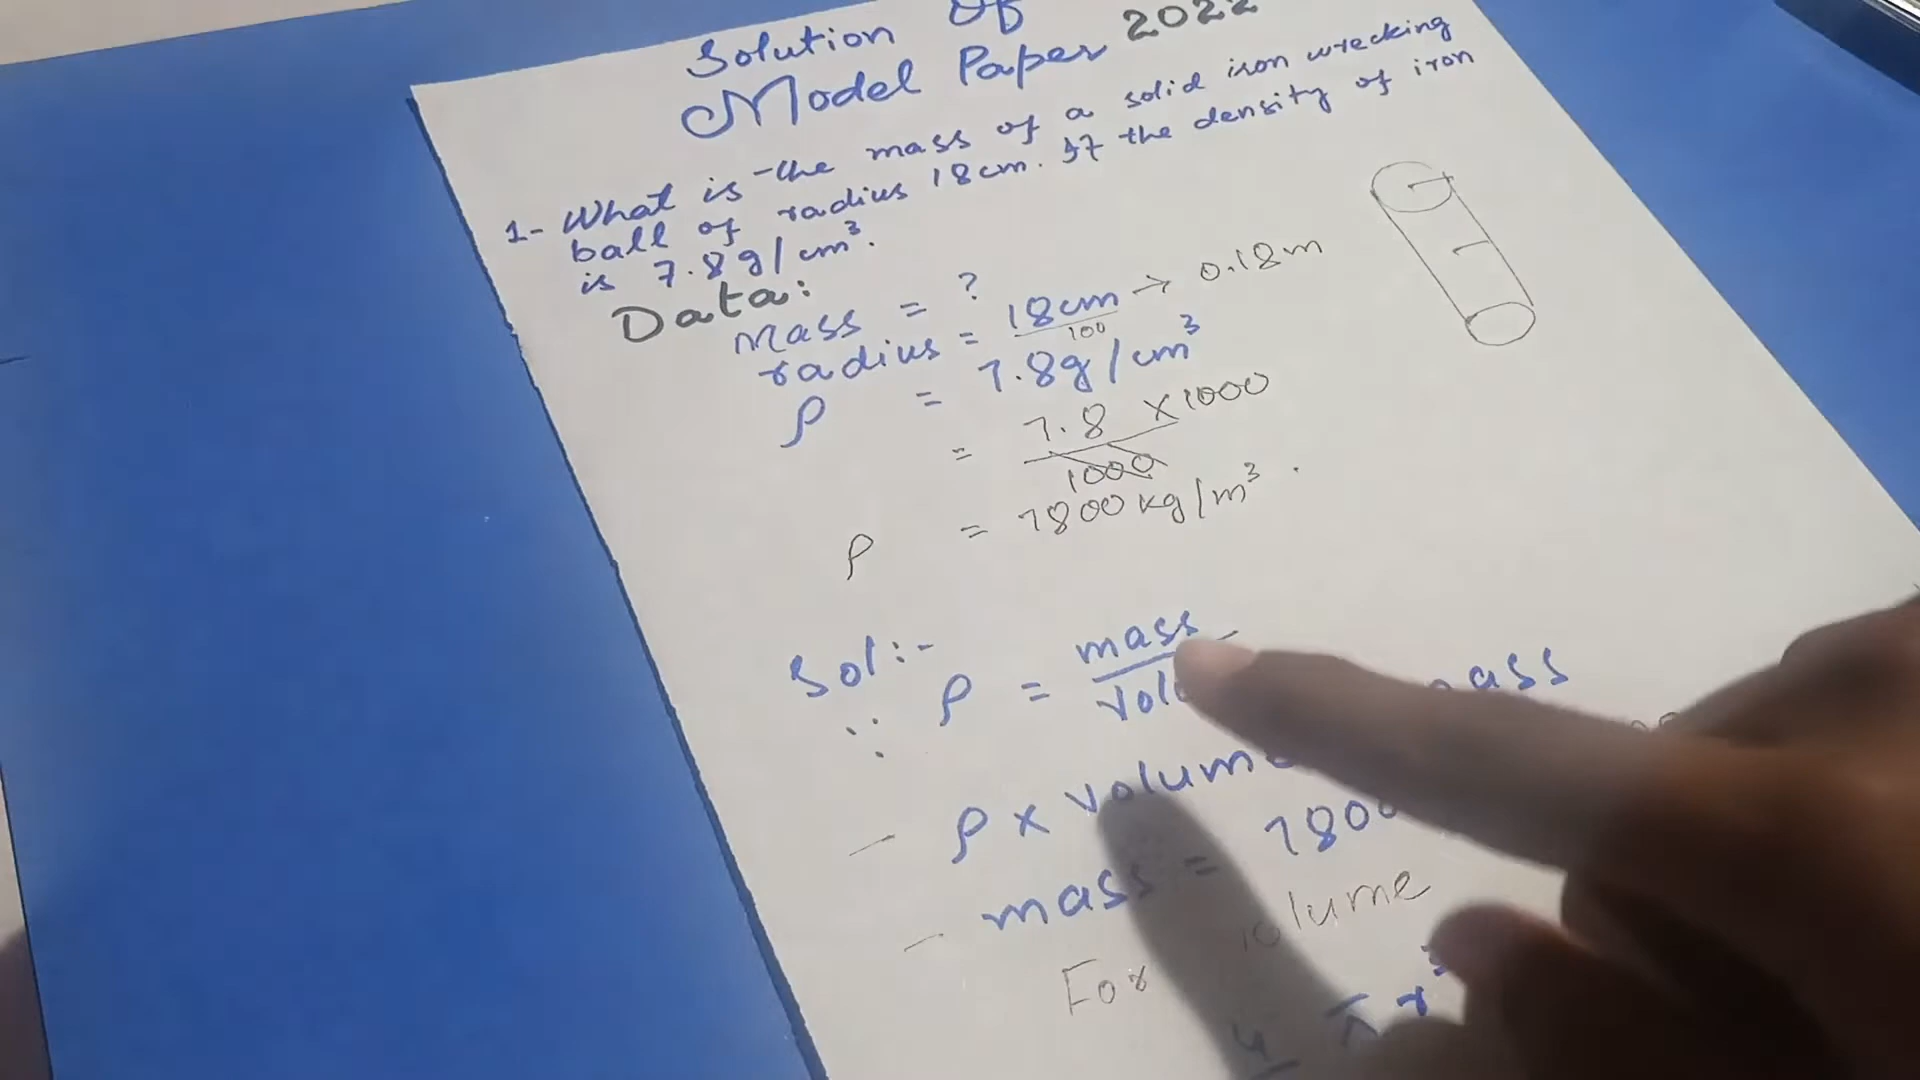 Solution Of
Model Paper 2022
1- What is the mass of a solid iron wrecking
ball of radius 18cm. If the density of iron
is 7.8g/cm³.
Data:
Mass = ?
radius = 18cm/100 → 0.18m
ρ = 7.8g/cm³
= 7.8 × 1000
1000
ρ = 7800 kg/m³.
Sol:-
∵ ρ = mass
ρ × volume
mass = 7800
For volume
4 π r³